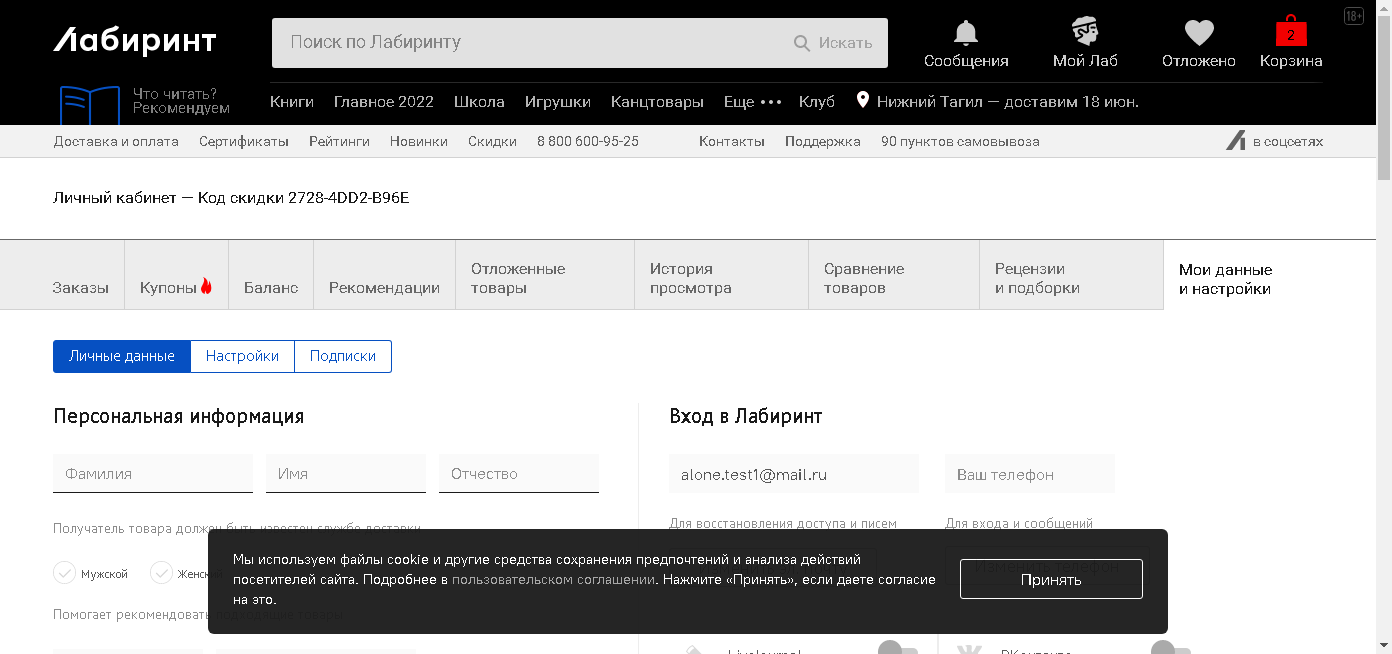 Лабиринт
Поиск по Лабиринту
Искать
Сообщения
Мой Лаб
Отложено
2
Корзина
18+
Что читать?
Рекомендуем
Книги Главное 2022 Школа Игрушки Канцтовары Еще ••• Клуб Нижний Тагил — доставим 18 июн.
Доставка и оплата Сертификаты Рейтинги Новинки Скидки 8 800 600-95-25 Контакты Поддержка 90 пунктов самовывоза в соцсетях
Личный кабинет — Код скидки 2728-4DD2-B96E
Заказы
Купоны
Баланс
Рекомендации
Отложенные
товары
История
просмотра
Сравнение
товаров
Рецензии
и подборки
Мои данные
и настройки
Личные данные Настройки Подписки
Персональная информация
Фамилия Имя Отчество
Получатель товара должен быть известен службе доставки
Мужской Женский
Помогает рекомендовать
Вход в Лабиринт
alone.test1@mail.ru Ваш телефон
Для восстановления доступа и писем Для входа и сообщений
Изменить телефон
Мы используем файлы cookie и другие средства сохранения предпочтений и анализа действий
посетителей сайта. Подробнее в пользовательском соглашении. Нажмите «Принять», если даете согласие
на это.
Принять
LiveJournal ВКонтакте